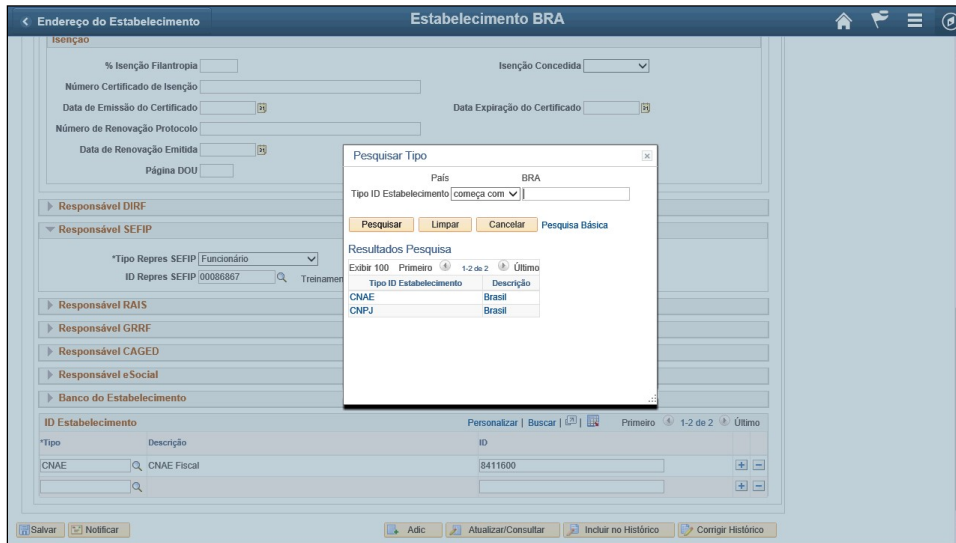 Endereço do Estabelecimento
Estabelecimento BRA
Isenção
% Isenção Filantropia
Isenção Concedida
Número Certificado de Isenção
Data de Emissão do Certificado
Data Expiração do Certificado
Número de Renovação Protocolo
Data de Renovação Emitida
Página DOU
Responsável DIRF
Responsável SEFIP
*Tipo Repres SEFIP Funcionário
ID Repres SEFIP 00086867 Treinamen
Responsável RAIS
Responsável GRRF
Responsável CAGED
Responsável eSocial
Banco do Estabelecimento
Pesquisar Tipo
País BRA
Tipo ID Estabelecimento começa com
Pesquisar Limpar Cancelar Pesquisa Básica
Resultados Pesquisa
Exibir 100 Primeiro 1-2 de 2 Último
Tipo ID Estabelecimento Descrição
CNAE Brasil
CNPJ Brasil
ID Estabelecimento Personalizar | Buscar | | Primeiro 1-2 de 2 Último
*Tipo Descrição ID
CNAE CNAE Fiscal 8411600
Salvar Notificar Adic Atualizar/Consultar Incluir no Histórico Corrigir Histórico